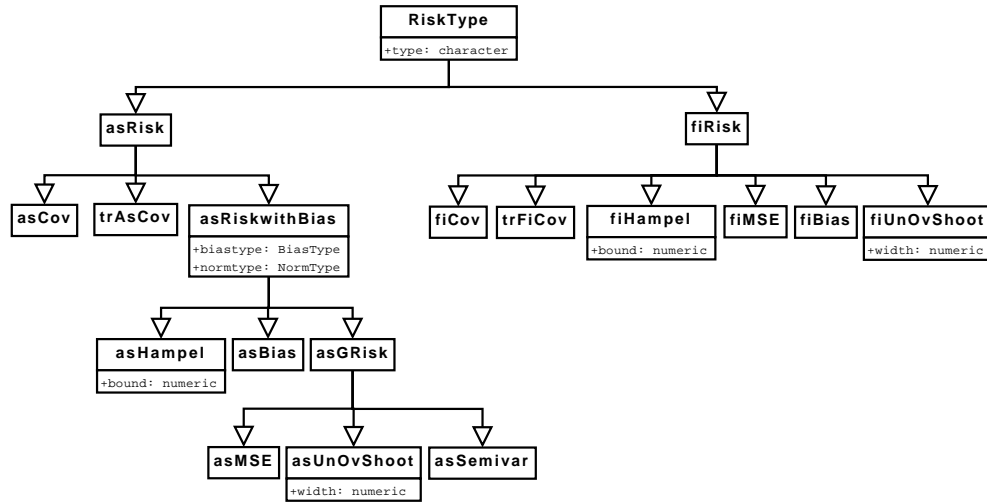 RiskType
+type: character
asRisk
fiRisk
asCov
trAsCov
asRiskwithBias
+biastype: BiasType
+normtype: NormType
fiCov
trFiCov
fiHampel
+bound: numeric
fiMSE
fiBias
fiUnOvShoot
+width: numeric
asHampel
+bound: numeric
asBias
asGRisk
asMSE
asUnOvShoot
+width: numeric
asSemivar